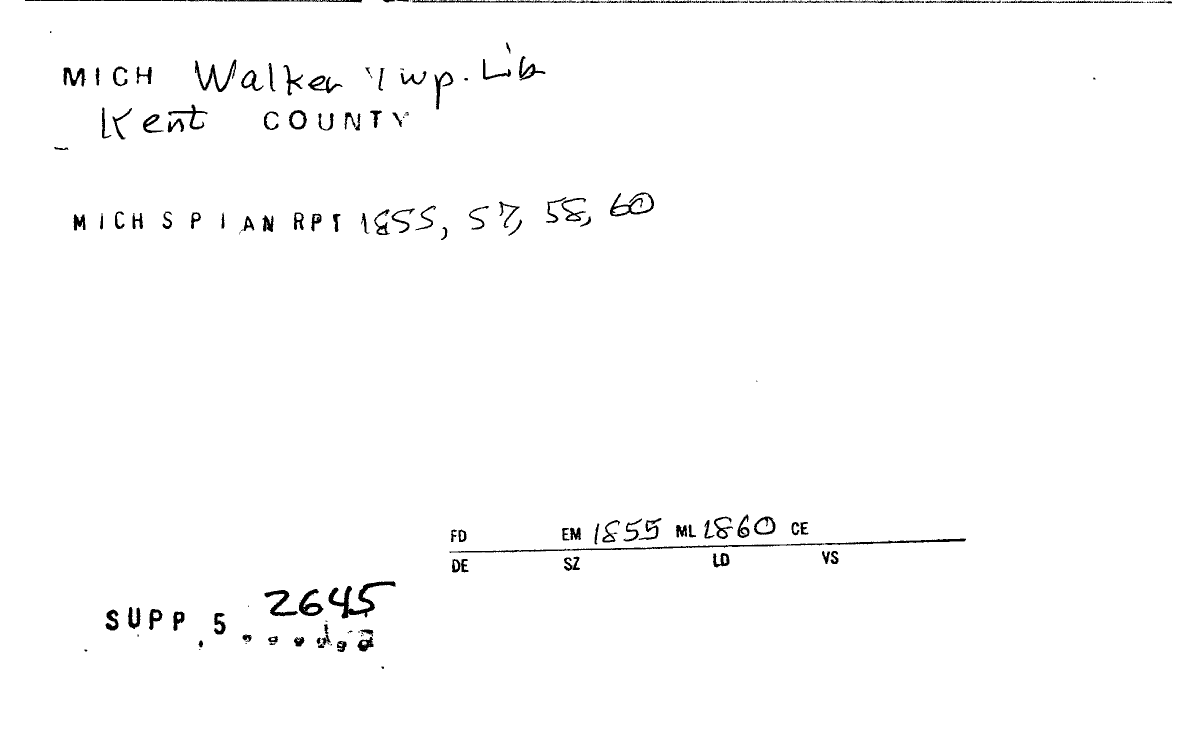 MICH Walker Twp. Lib
Kent COUNTY
MICH S P I AN RPT 1855, 57, 58, 60
FD EM 1855 ML 1860 CE
DE SZ LD VS
SUPP. 5 2645